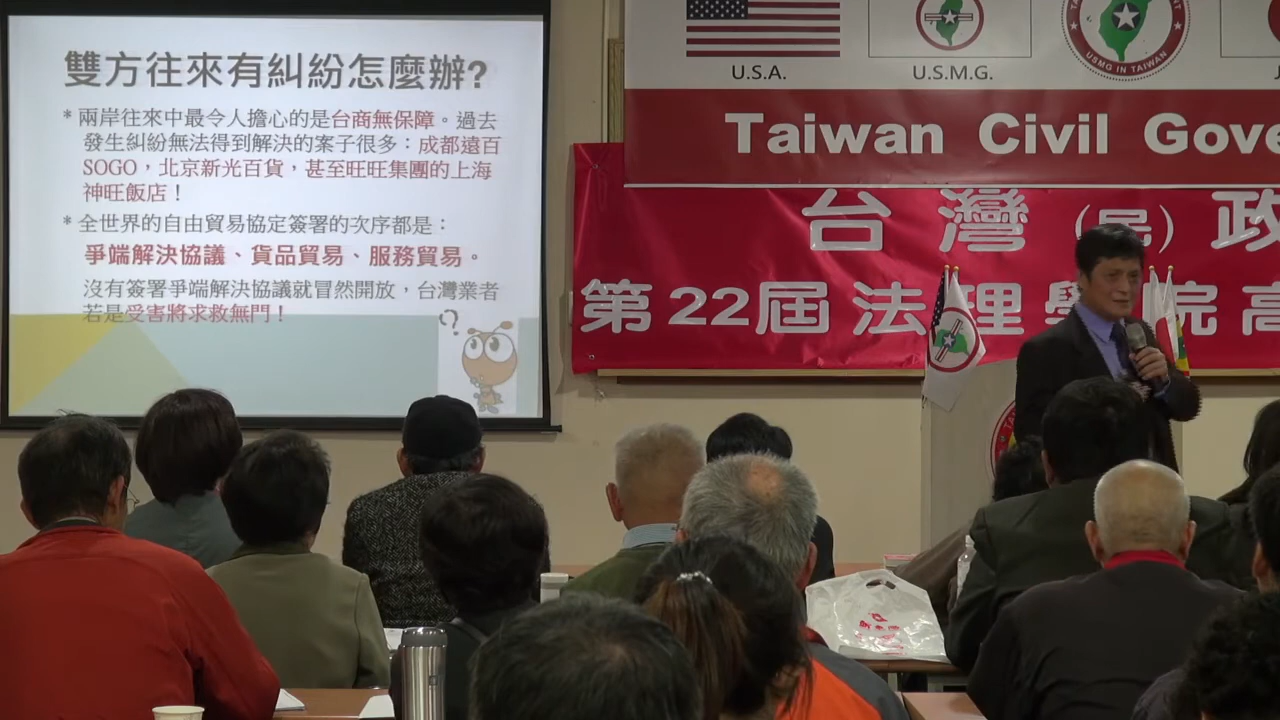 雙方往來有糾紛怎麼辦?
* 兩岸往來中最令人擔心的是台商無保障。過去
發生糾紛無法得到解決的案子很多：成都遠百
SOGO，北京新光百貨，甚至旺旺集團的上海
神旺飯店！
* 全世界的自由貿易協定簽署的次序都是：
爭端解決協議、貨品貿易、服務貿易。
沒有簽署爭端解決協議就冒然開放，台灣業者
若是受害將求救無門！
?
U.S.A.
U.S.M.G.
USMG IN TAIWAN
Taiwan Civil Gove
台灣（民）政
第22屆法理學院高